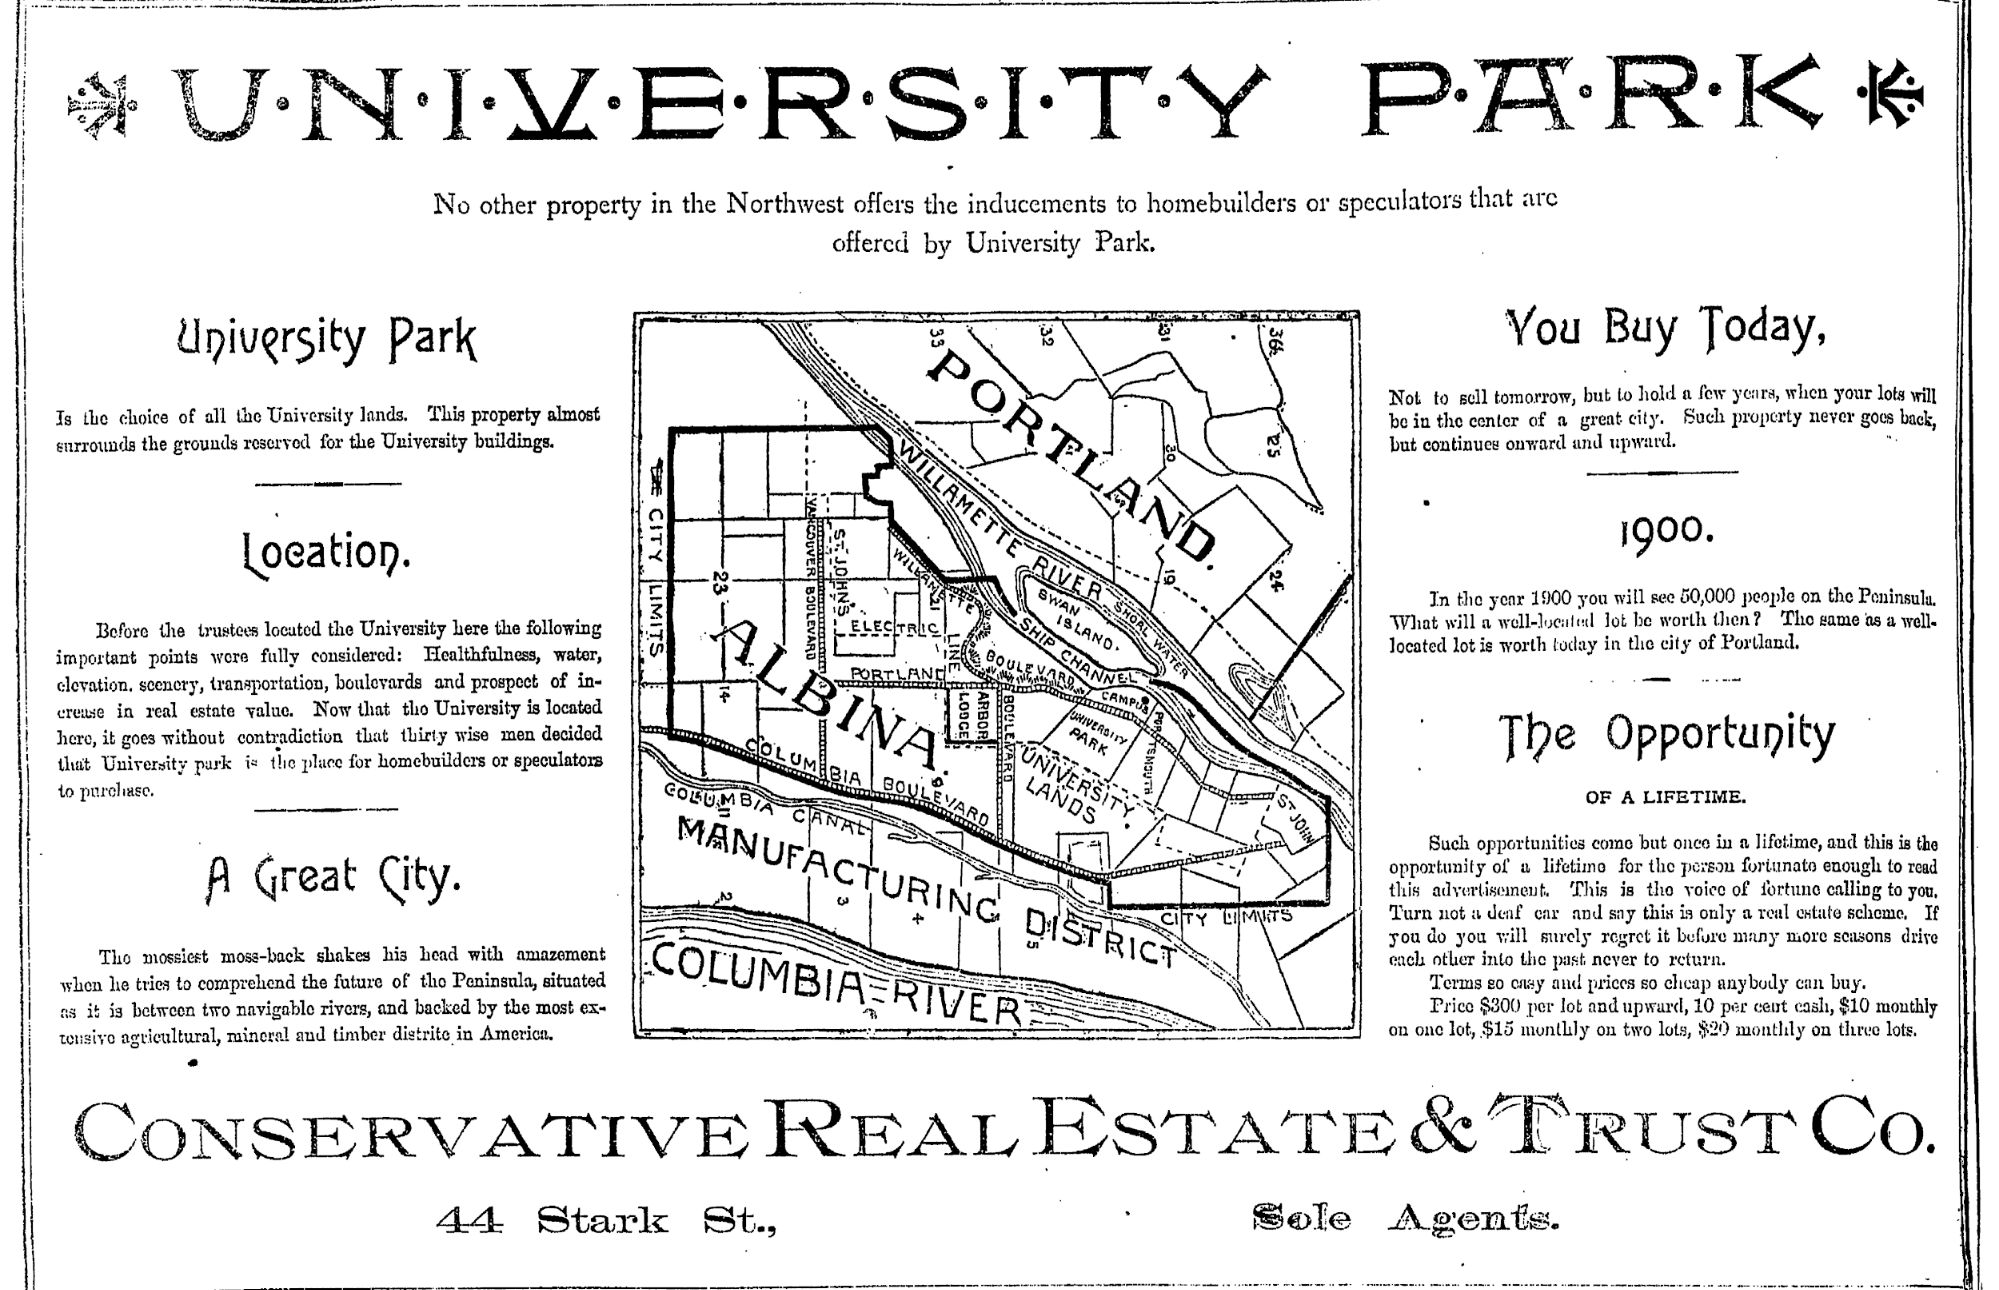 U·N·I·V·E·R·S·I·T·Y P·A·R·K
No other property in the Northwest offers the inducements to homebuilders or speculators that are
offered by University Park.
University Park
Is the choice of all the University lands. This property almost
surrounds the grounds reserved for the University buildings.
Location.
Before the trustees located the University here the following
important points were fully considered: Healthfulness, water,
elevation. scenery, transportation, boulevards and prospect of in-
crease in real estate value. Now that the University is located
here, it goes without contradiction that thirty wise men decided
that University park is the place for homebuilders or speculators
to purchase.
A Great City.
The mossiest moss-back shakes his head with amazement
when he tries to comprehend the future of the Peninsula, situated
as it is between two navigable rivers, and backed by the most ex-
tensive agricultural, mineral and timber distrite in America.
33
32
31
36
PORTLAND.
25
30
19
24
WILLAMETTE RIVER
SHOAL WATER
SWAN
ISLAND.
SHIP CHANNEL
CITY LIMITS
VANCOUVER BOULEVARD
ST. JOHNS
ELECTRIC
LINE
WILLAMETTE
BOULEVARD
21
23
14
ALBINA.
PORTLAND
BOULEVARD
ARBOR
LODGE
CAMPUS
UNIVERSITY
PARK
PORTSMOUTH
UNIVERSITY
LANDS.
ST. JOHN
COLUMBIA BOULEVARD
9
COLUMBIA CANAL
11
MANUFACTURING DISTRICT
2
3
4
5
CITY LIMITS
COLUMBIA RIVER
You Buy Today,
Not to sell tomorrow, but to hold a few years, when your lots will
be in the center of a great city. Such property never goes back,
but continues onward and upward.
1900.
In the year 1900 you will see 50,000 people on the Peninsula.
What will a well-located lot be worth then? The same as a well-
located lot is worth today in the city of Portland.
The Opportunity
OF A LIFETIME.
Such opportunities come but once in a lifetime, and this is the
opportunity of a lifetime for the person fortunate enough to read
this advertisement. This is the voice of fortune calling to you.
Turn not a deaf ear and say this is only a real estate scheme. If
you do you will surely regret it before many more seasons drive
each other into the past never to return.
Terms so easy and prices so cheap anybody can buy.
Price $300 per lot and upward, 10 per cent cash, $10 monthly
on one lot, $15 monthly on two lots, $20 monthly on three lots.
CONSERVATIVE REAL ESTATE & TRUST CO.
44 Stark St., Sole Agents.